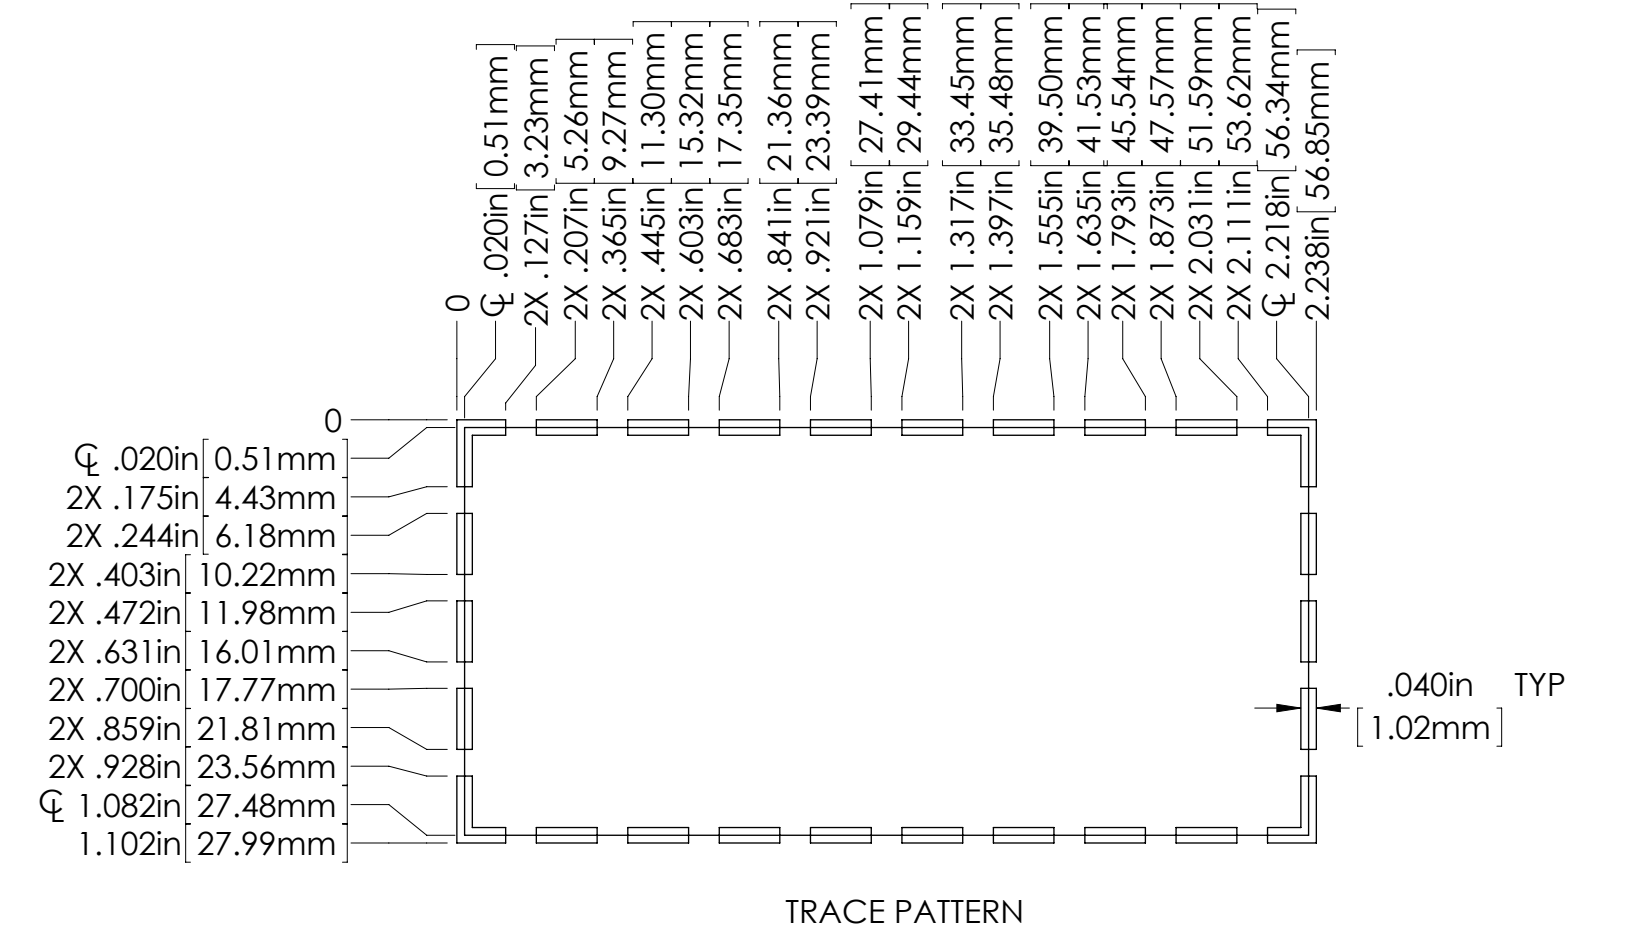 0
℄ .020in[0.51mm]
2X .127in[3.23mm]
2X .207in[5.26mm]
2X .365in[9.27mm]
2X .445in[11.30mm]
2X .603in[15.32mm]
2X .683in[17.35mm]
2X .841in[21.36mm]
2X .921in[23.39mm]
2X 1.079in[27.41mm]
2X 1.159in[29.44mm]
2X 1.317in[33.45mm]
2X 1.397in[35.48mm]
2X 1.555in[39.50mm]
2X 1.635in[41.53mm]
2X 1.793in[45.54mm]
2X 1.873in[47.57mm]
2X 2.031in[51.59mm]
2X 2.111in[53.62mm]
℄ 2.218in[56.34mm]
2.238in[56.85mm]
0
℄ .020in[0.51mm]
2X .175in[4.43mm]
2X .244in[6.18mm]
2X .403in[10.22mm]
2X .472in[11.98mm]
2X .631in[16.01mm]
2X .700in[17.77mm]
2X .859in[21.81mm]
2X .928in[23.56mm]
℄ 1.082in[27.48mm]
1.102in[27.99mm]
.040in TYP
[1.02mm]
TRACE PATTERN